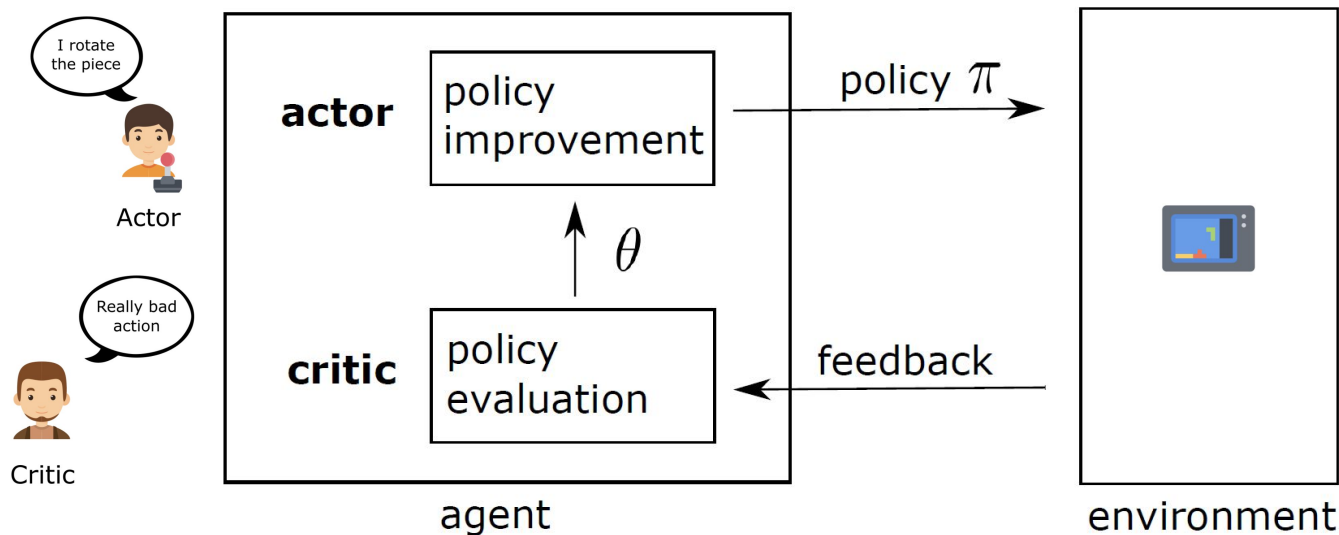 I rotate
the piece
Actor
Really bad
action
Critic
actor
policy
improvement
θ
critic
policy
evaluation
agent
policy π
feedback
environment